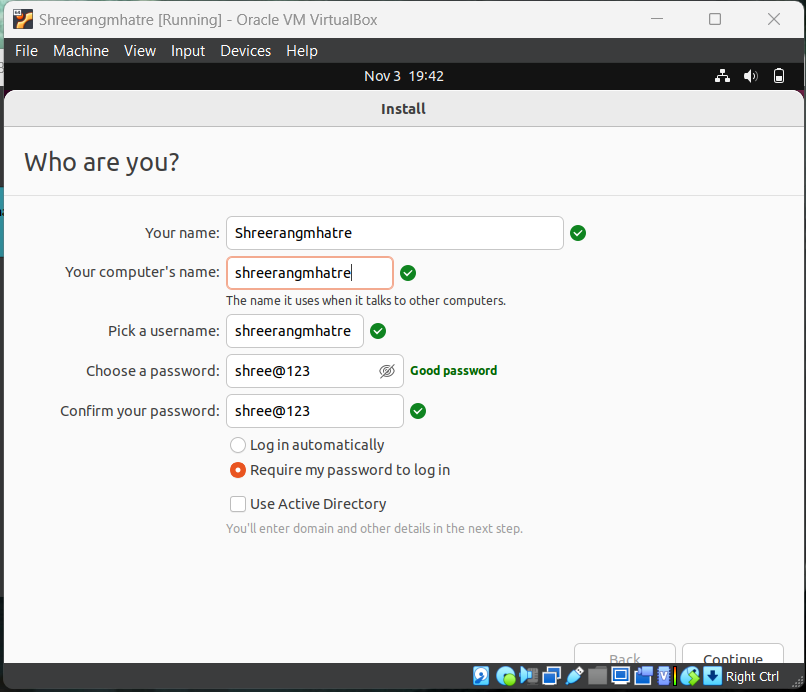 Shreerangmhatre [Running] - Oracle VM VirtualBox
File Machine View Input Devices Help
Nov 3 19:42
Install
Who are you?
Your name: Shreerangmhatre
Your computer's name: shreerangmhatre
The name it uses when it talks to other computers.
Pick a username: shreerangmhatre
Choose a password: shree@123 Good password
Confirm your password: shree@123
Log in automatically
Require my password to log in
Use Active Directory
You'll enter domain and other details in the next step.
Back Continue
Right Ctrl